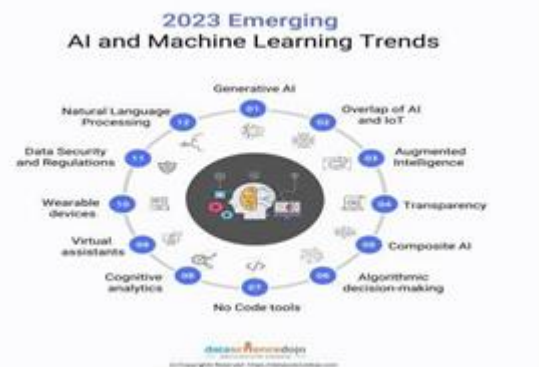 2023 Emerging
AI and Machine Learning Trends
Generative AI
01
Overlap of AI
and IoT
02
Augmented
Intelligence
03
Transparency
04
Composite AI
05
Algorithmic
decision-making
06
No Code tools
07
Cognitive
analytics
08
Virtual
assistants
09
Wearable
devices
10
Data Security
and Regulations
11
Natural Language
Processing
12
datasciencedojo